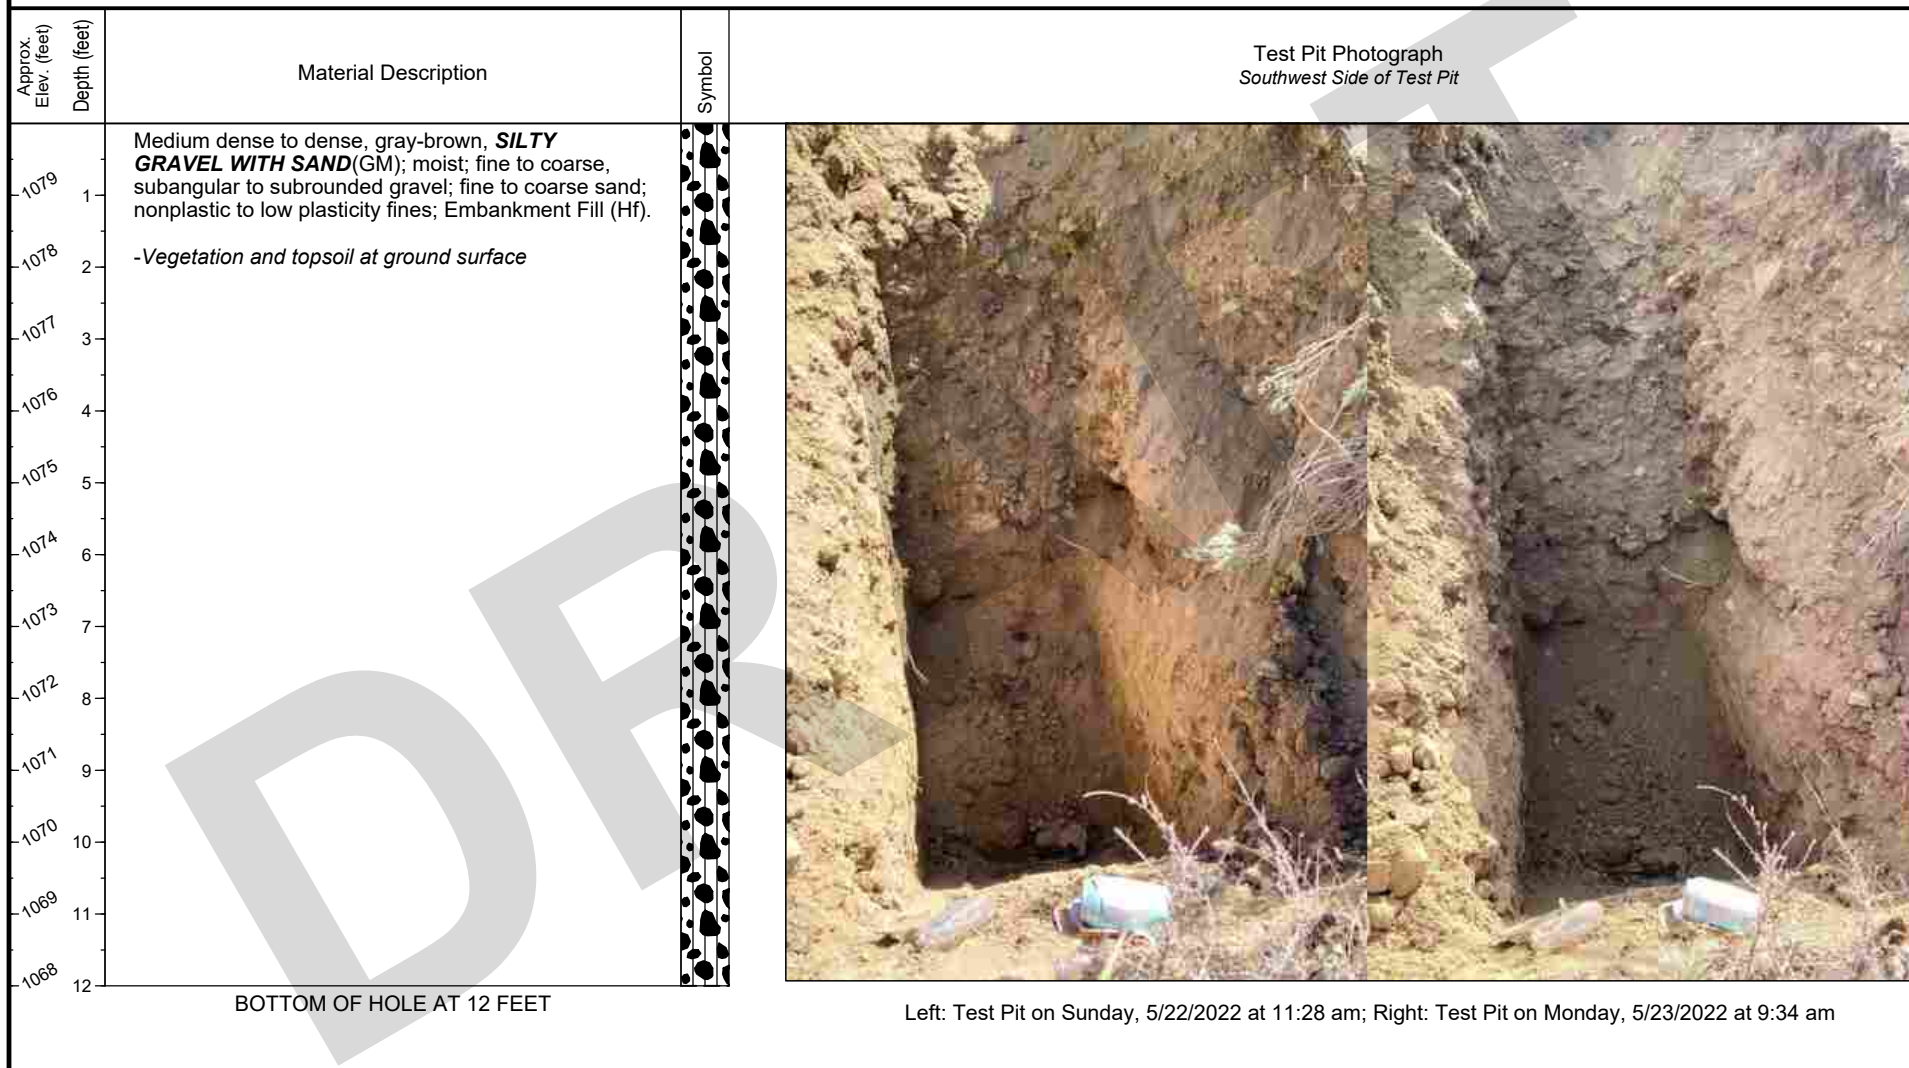 Approx.
Elev. (feet)
Depth (feet)
Material Description
Symbol
Test Pit Photograph
Southwest Side of Test Pit
Medium dense to dense, gray-brown, SILTY
GRAVEL WITH SAND(GM); moist; fine to coarse,
subangular to subrounded gravel; fine to coarse sand;
nonplastic to low plasticity fines; Embankment Fill (Hf).
-Vegetation and topsoil at ground surface
1079 1
1078 2
1077 3
1076 4
1075 5
1074 6
1073 7
1072 8
1071 9
1070 10
1069 11
1068 12
BOTTOM OF HOLE AT 12 FEET
Left: Test Pit on Sunday, 5/22/2022 at 11:28 am; Right: Test Pit on Monday, 5/23/2022 at 9:34 am
DRAFT